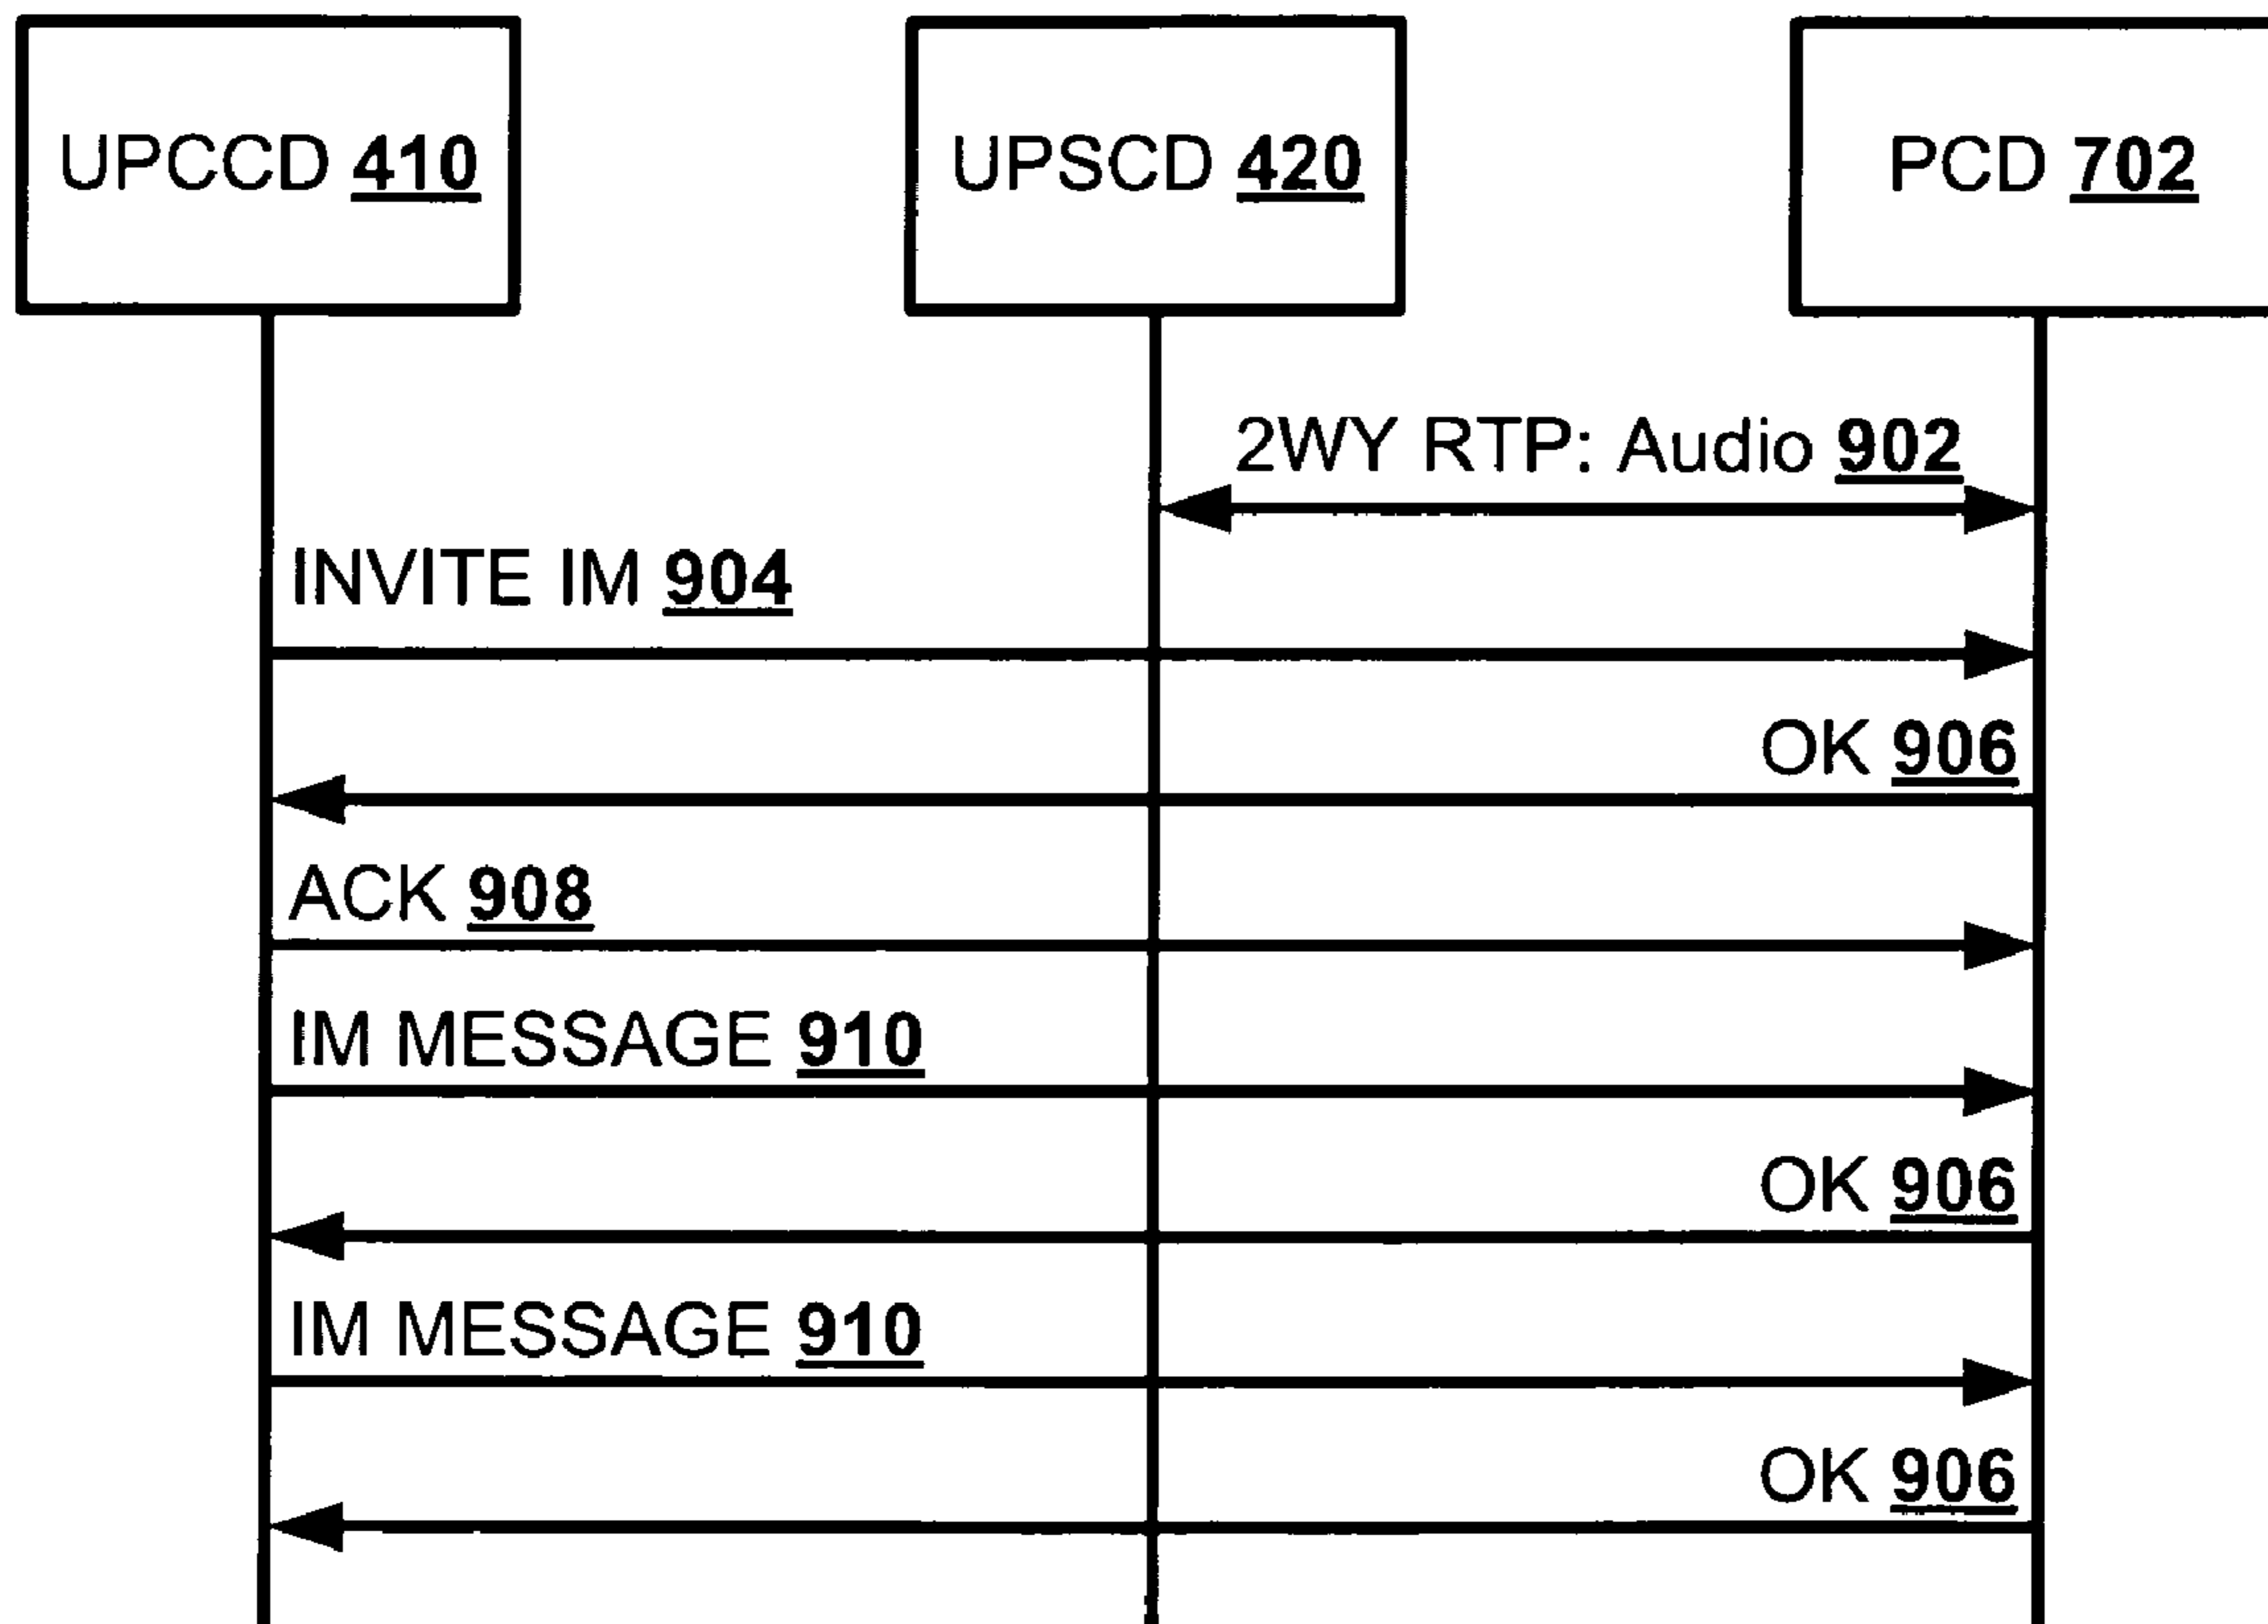 UPCCD 410
UPSCD 420
PCD 702
2WY RTP: Audio 902
INVITE IM 904
OK 906
ACK 908
IM MESSAGE 910
OK 906
IM MESSAGE 910
OK 906